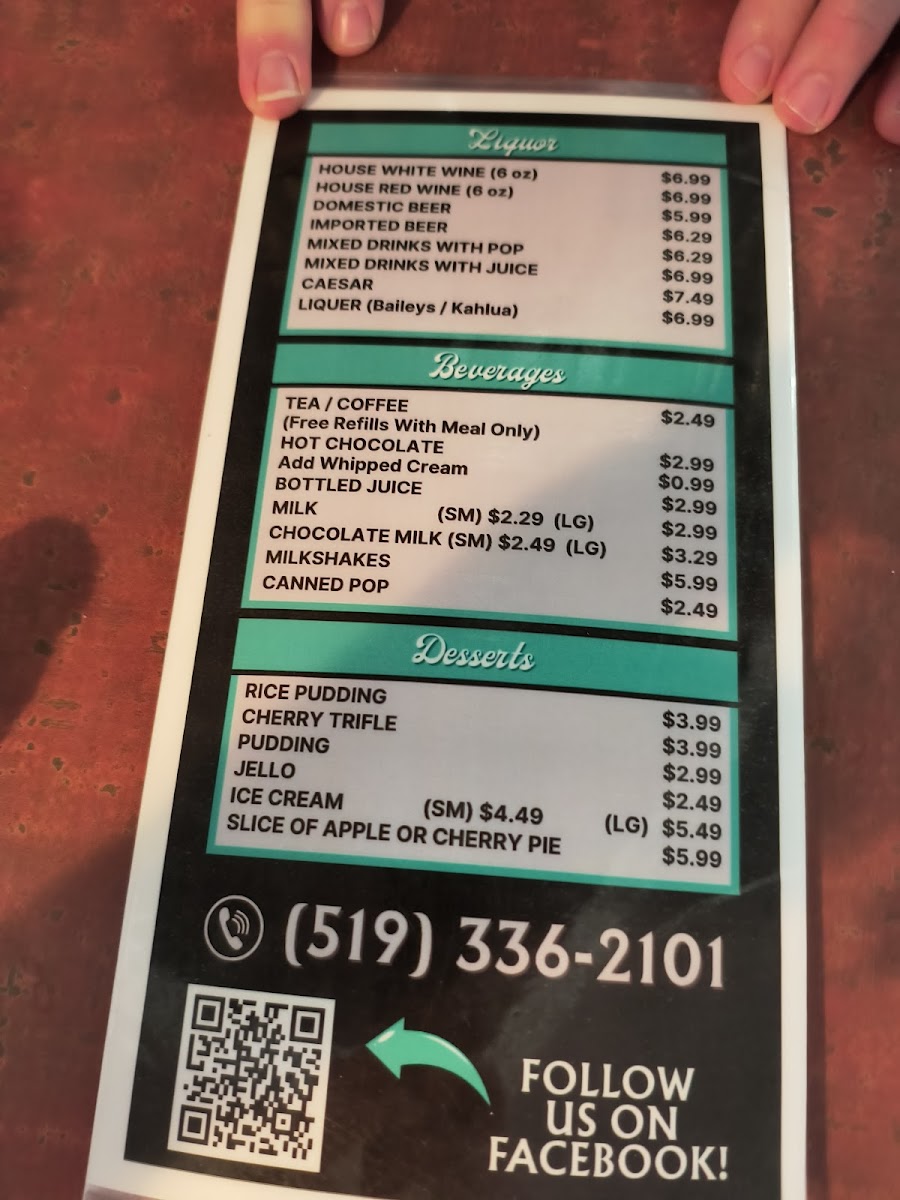 Liquor
HOUSE WHITE WINE (6 oz) $6.99
HOUSE RED WINE (6 oz) $6.99
DOMESTIC BEER $5.99
IMPORTED BEER $6.29
MIXED DRINKS WITH POP $6.29
MIXED DRINKS WITH JUICE $6.99
CAESAR $7.49
LIQUER (Baileys / Kahlua) $6.99
Beverages
TEA / COFFEE $2.49
(Free Refills With Meal Only)
HOT CHOCOLATE $2.99
Add Whipped Cream $0.99
BOTTLED JUICE $2.99
MILK (SM) $2.29 (LG) $2.99
CHOCOLATE MILK (SM) $2.49 (LG) $3.29
MILKSHAKES $5.99
CANNED POP $2.49
Desserts
RICE PUDDING $3.99
CHERRY TRIFLE $3.99
PUDDING $2.99
JELLO $2.49
ICE CREAM (SM) $4.49 (LG) $5.49
SLICE OF APPLE OR CHERRY PIE $5.99
(519) 336-2101
FOLLOW
US ON
FACEBOOK!